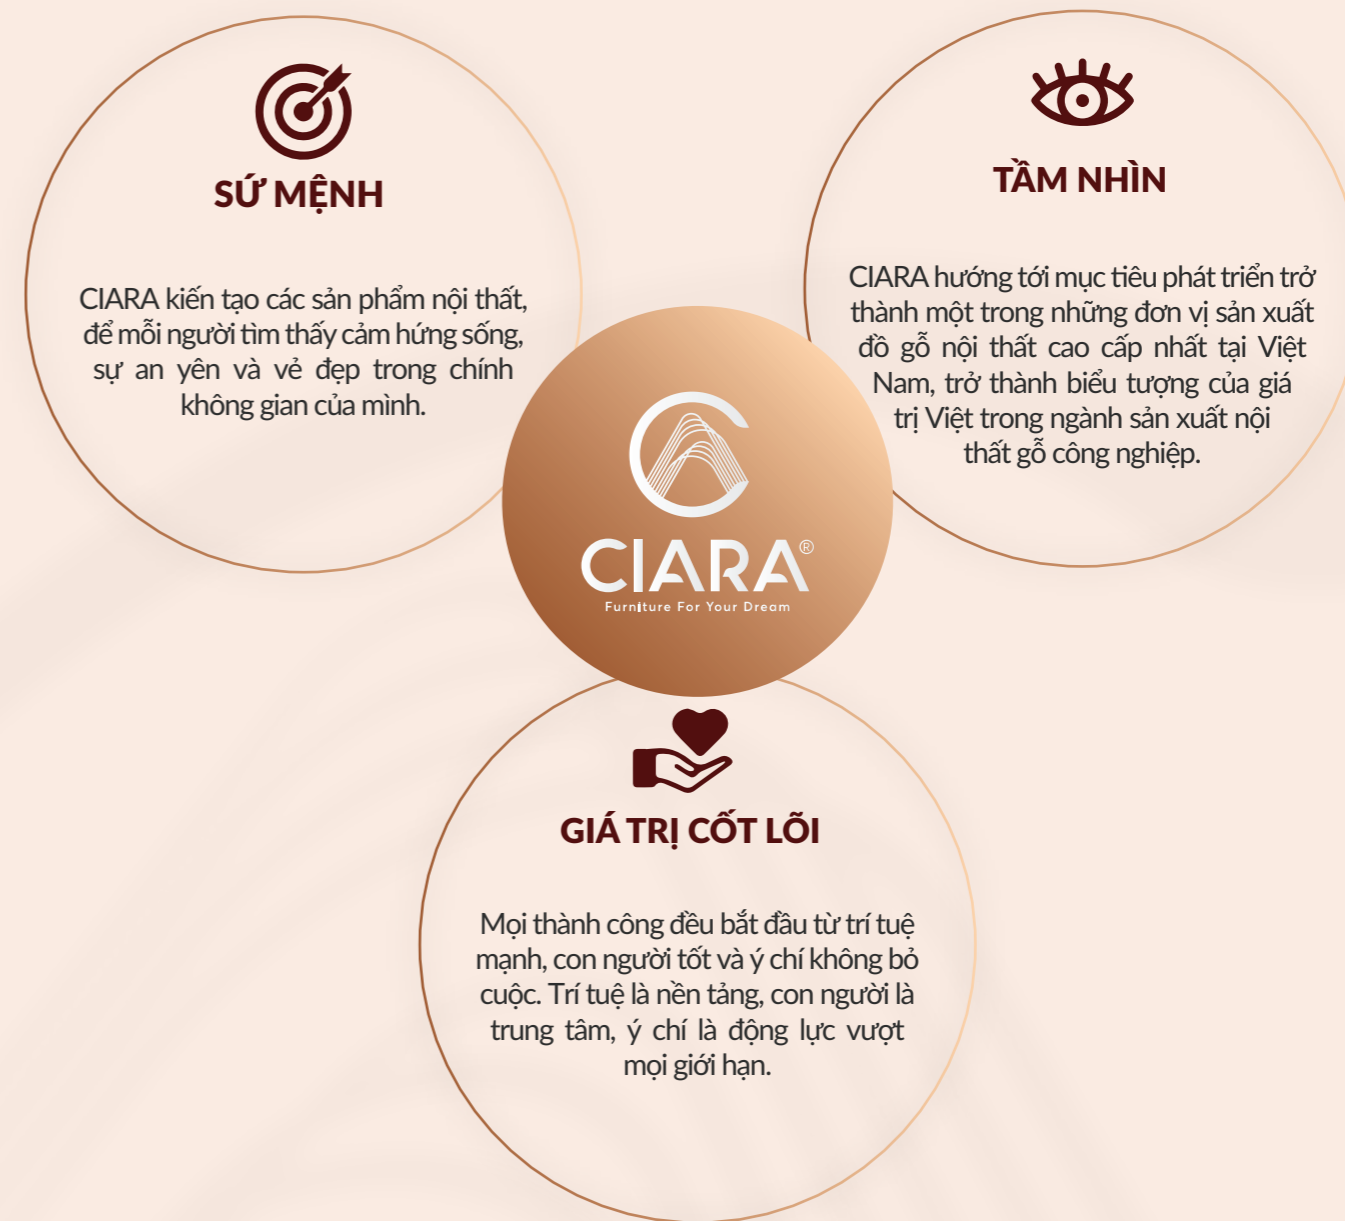 SỨ MỆNH
CIARA kiến tạo các sản phẩm nội thất,
để mỗi người tìm thấy cảm hứng sống,
sự an yên và vẻ đẹp trong chính
không gian của mình.
TẦM NHÌN
CIARA hướng tới mục tiêu phát triển trở
thành một trong những đơn vị sản xuất
đồ gỗ nội thất cao cấp nhất tại Việt
Nam, trở thành biểu tượng của giá
trị Việt trong ngành sản xuất nội
thất gỗ công nghiệp.
CIARA®
Furniture For Your Dream
GIÁ TRỊ CỐT LÕI
Mọi thành công đều bắt đầu từ trí tuệ
mạnh, con người tốt và ý chí không bỏ
cuộc. Trí tuệ là nền tảng, con người là
trung tâm, ý chí là động lực vượt
mọi giới hạn.